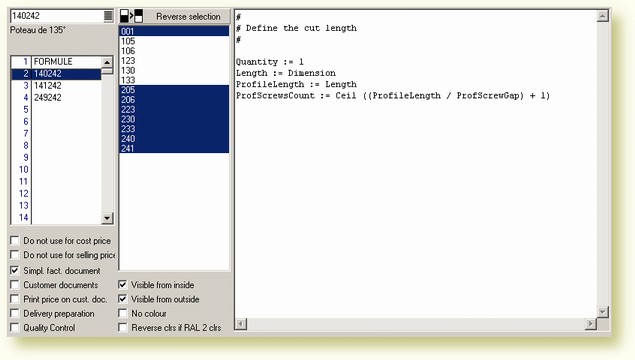 140242
Poteau de 135°
1 FORMULE
2 140242
3 141242
4 249242
5
6
7
8
9
10
11
12
13
14
Do not use for cost price
Do not use for selling price
Simpl. fact. document
Customer documents
Print price on cust. doc.
Delivery preparation
Quality Control
Reverse selection
001
105
106
123
130
133
205
206
223
230
233
240
241
Visible from inside
Visible from outside
No colour
Reverse clrs if RAL 2 clrs
#
# Define the cut length
#
Quantity := 1
Length := Dimension
ProfileLength := Length
ProfScrewsCount := Ceil ((ProfileLength / ProfScrewGap) + 1)